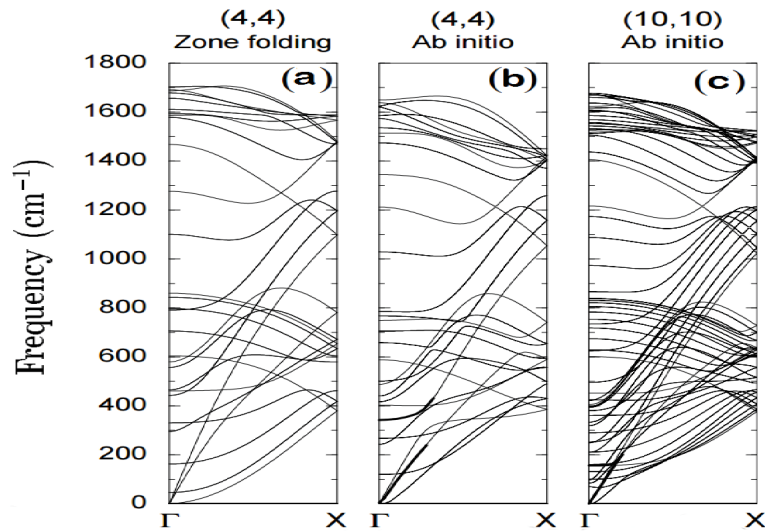 (4,4) (4,4) (10,10)
Zone folding Ab initio Ab initio
1800
(a) (b) (c)
1600
1400
1200
1000
800
600
400
200
0
Γ X Γ X Γ X
Frequency (cm⁻¹)